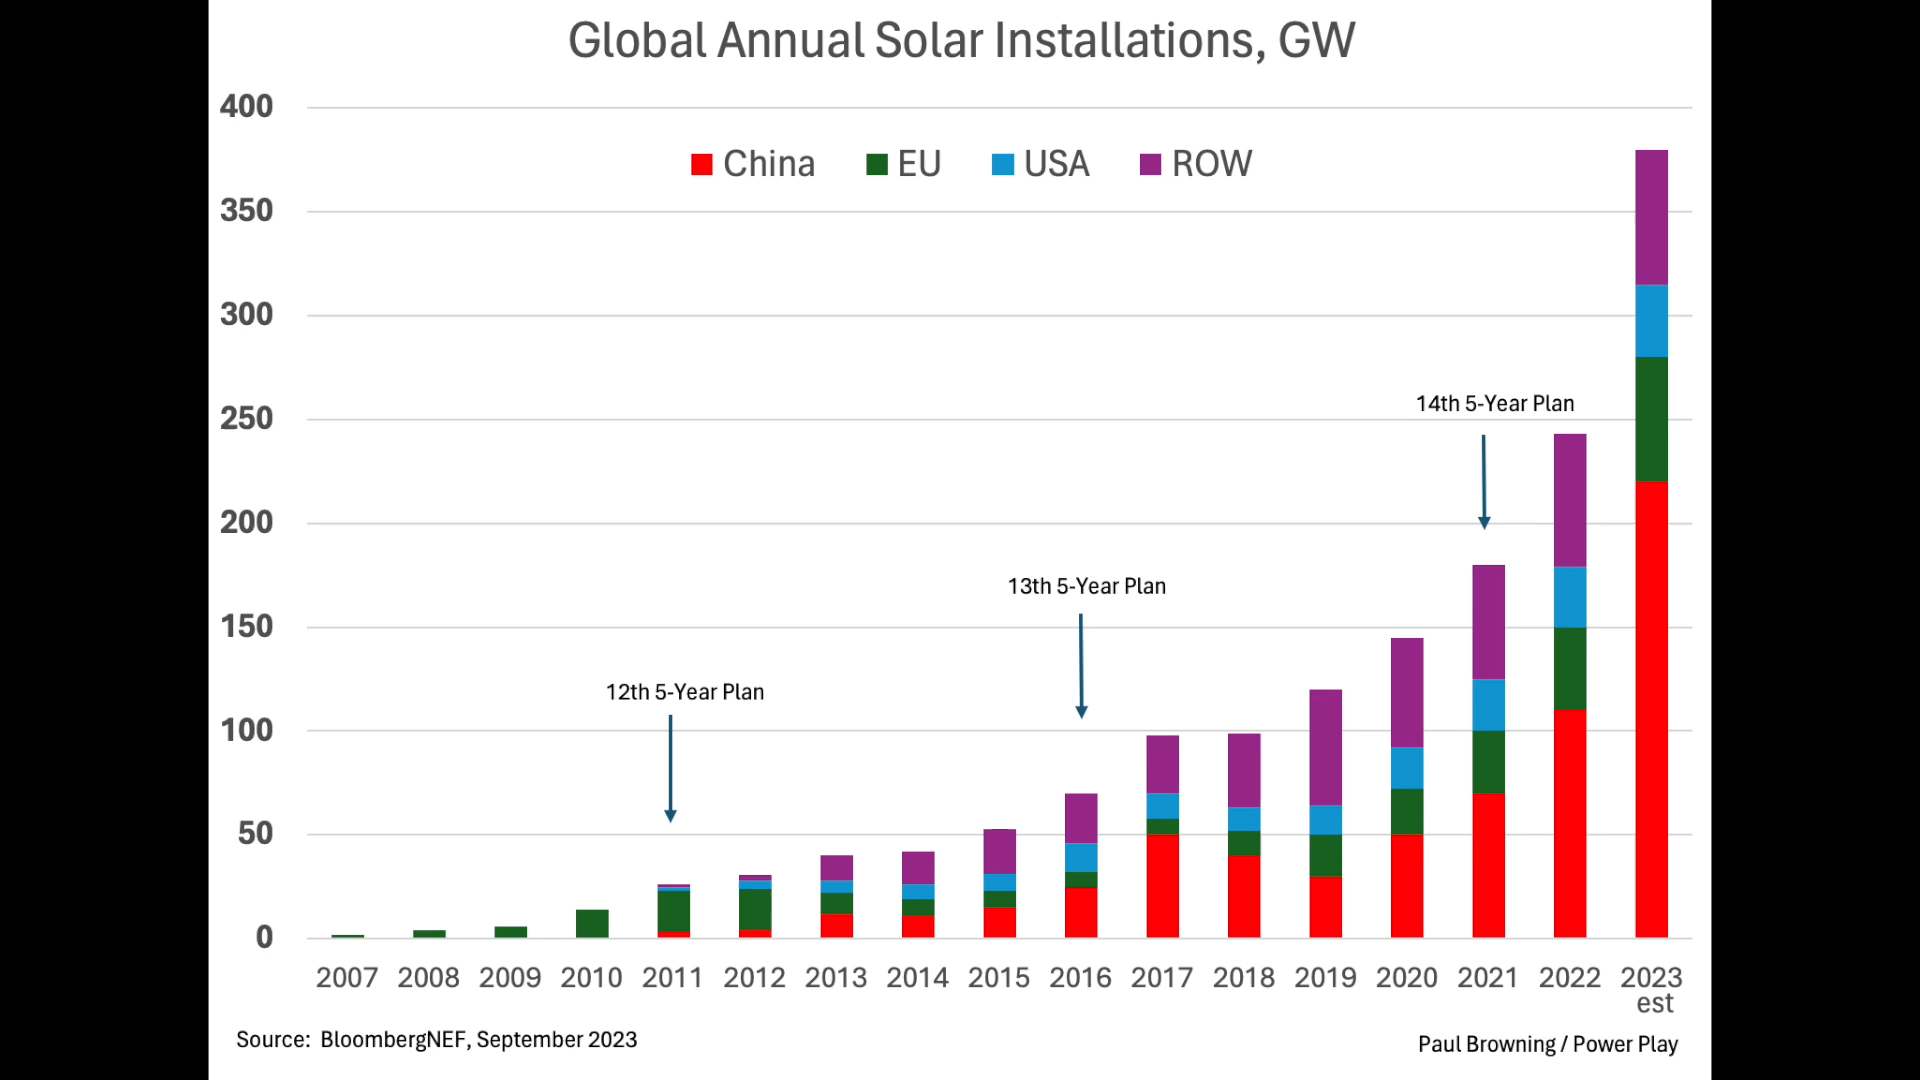 Global Annual Solar Installations, GW
400
China EU USA ROW
350
300
14th 5-Year Plan
250
200
13th 5-Year Plan
150
12th 5-Year Plan
100
50
0
2007 2008 2009 2010 2011 2012 2013 2014 2015 2016 2017 2018 2019 2020 2021 2022 2023
est
Source: BloombergNEF, September 2023
Paul Browning / Power Play